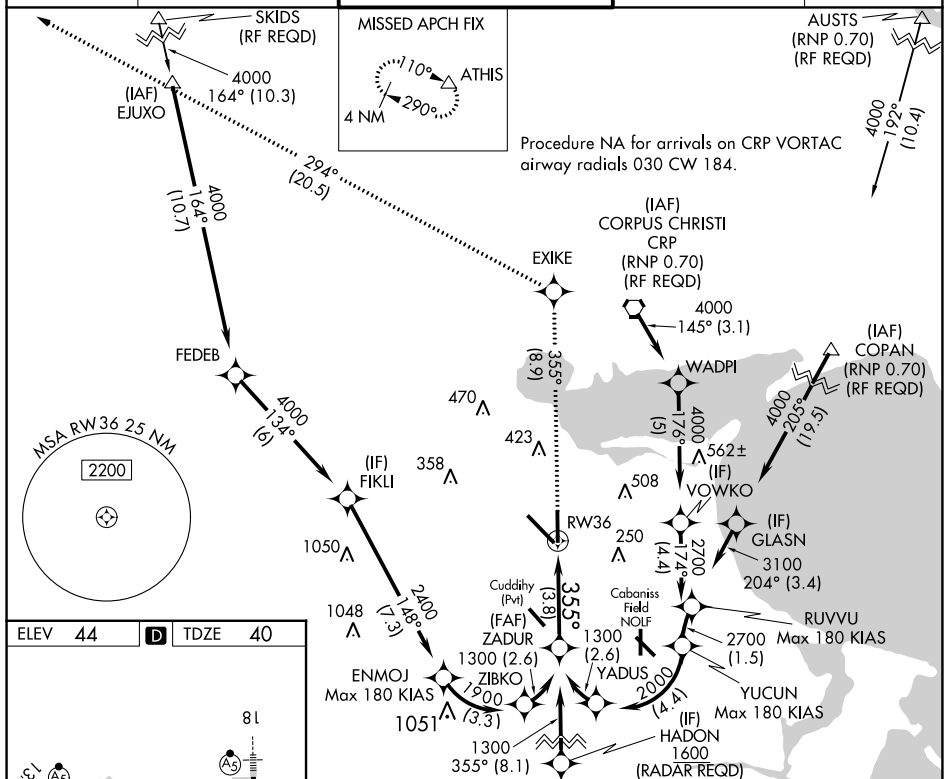 SKIDS
(RF REQD)
4000
164° (10.3)
(IAF)
EJUXO
MISSED APCH FIX
110°
ATHIS
290°
4 NM
AUSTS
(RNP 0.70)
(RF REQD)
4000
192°
(10.4)
Procedure NA for arrivals on CRP VORTAC
airway radials 030 CW 184.
294°
(20.5)
4000
164°
(10.7)
(IAF)
CORPUS CHRISTI
CRP
(RNP 0.70)
(RF REQD)
4000
145° (3.1)
EXIKE
(IAF)
COPAN
(RNP 0.70)
(RF REQD)
4000
205°
(19.5)
FEDEB
355°
(8.9)
WADPI
4000
176°
(5)
4000
134°
(6)
470
423
358
562±
508
MSA RW36 25 NM
2200
(IF)
FIKLI
(IF)
VOWKO
RW36
250
(IF)
GLASN
3100
204° (3.4)
1050
2700
174°
(4.4)
2400
148°
(7.3)
Cuddihy
(Pvt)
355°
(3.8)
Cabaniss
Field
NOLF
1048
(FAF)
ZADUR
1300
(2.6)
RUVVU
Max 180 KIAS
2700
(1.5)
ELEV 44
D
TDZE 40
ENMOJ
Max 180 KIAS
1300 (2.6)
ZIBKO
YADUS
2000
(4.4)
YUCUN
Max 180 KIAS
1900
(3.3)
1051
(IF)
HADON
1600
(RADAR REQD)
1300
355° (8.1)
18
A5
13
A5